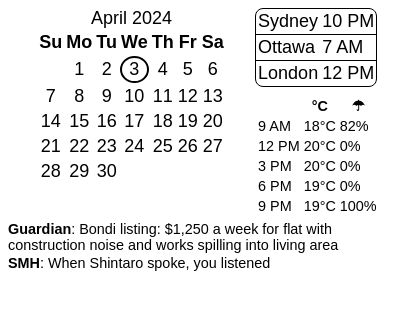 April 2024
Su Mo Tu We Th Fr Sa
1 2 3 4 5 6
7 8 9 10 11 12 13
14 15 16 17 18 19 20
21 22 23 24 25 26 27
28 29 30
Sydney 10 PM
Ottawa 7 AM
London 12 PM
°C ☂
9 AM 18°C 82%
12 PM 20°C 0%
3 PM 20°C 0%
6 PM 19°C 0%
9 PM 19°C 100%
Guardian: Bondi listing: $1,250 a week for flat with
construction noise and works spilling into living area
SMH: When Shintaro spoke, you listened